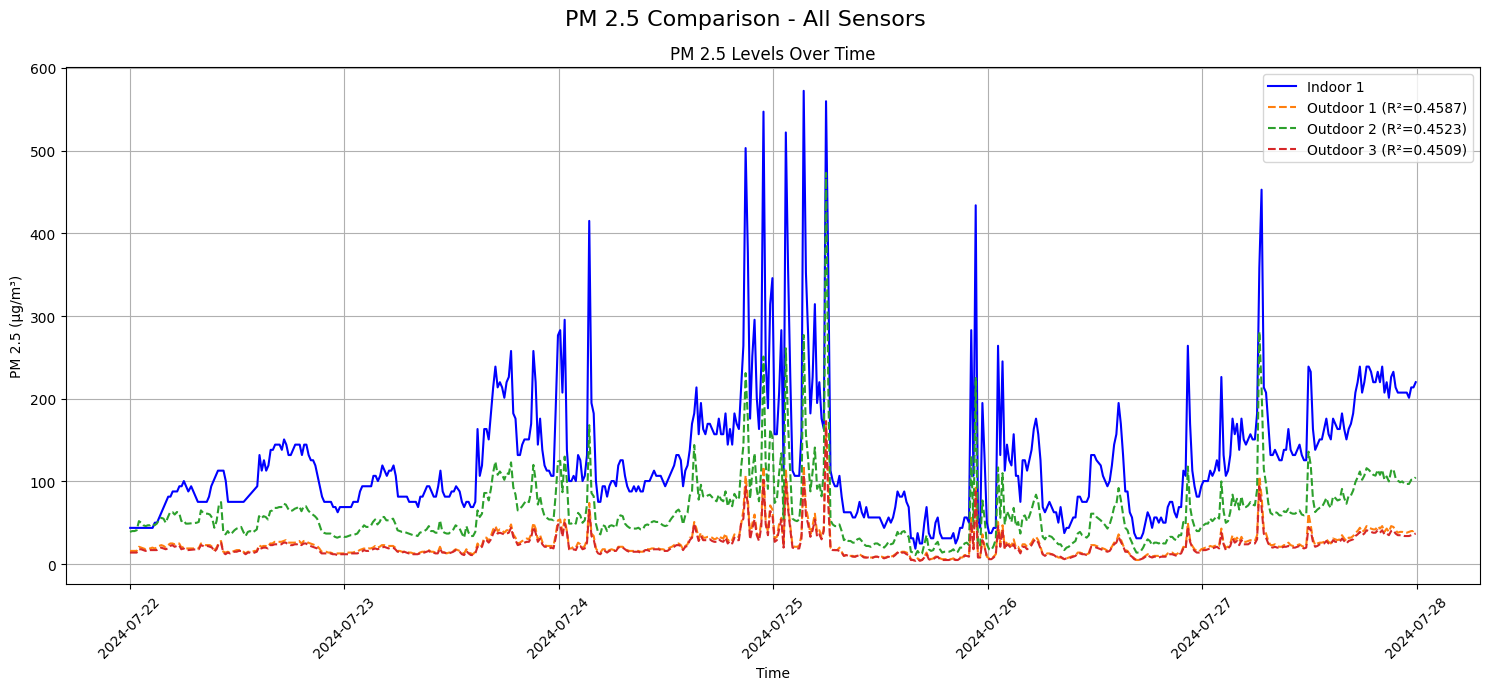 PM 2.5 Comparison - All Sensors
PM 2.5 Levels Over Time
Indoor 1
Outdoor 1 (R²=0.4587)
Outdoor 2 (R²=0.4523)
Outdoor 3 (R²=0.4509)
PM 2.5 (µg/m³)
600
500
400
300
200
100
0
2024-07-22
2024-07-23
2024-07-24
2024-07-25
2024-07-26
2024-07-27
2024-07-28
Time